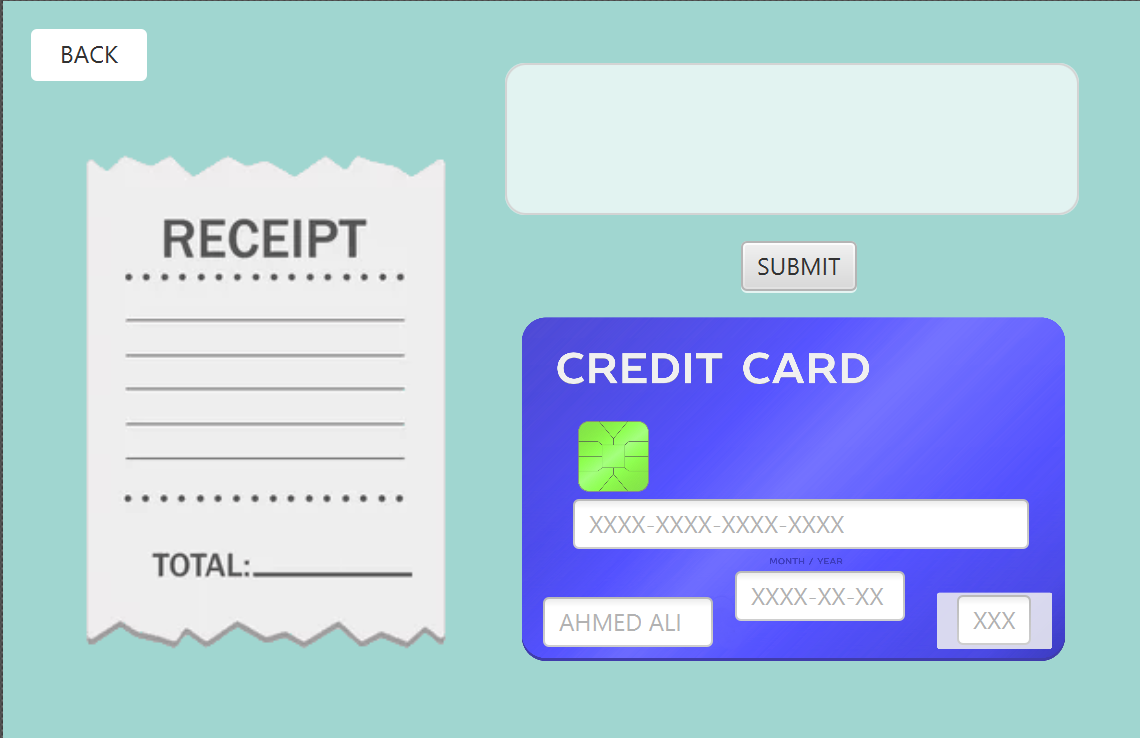 BACK
RECEIPT
TOTAL:
SUBMIT
CREDIT CARD
XXXX-XXXX-XXXX-XXXX
MONTH / YEAR
XXXX-XX-XX
AHMED ALI
XXX